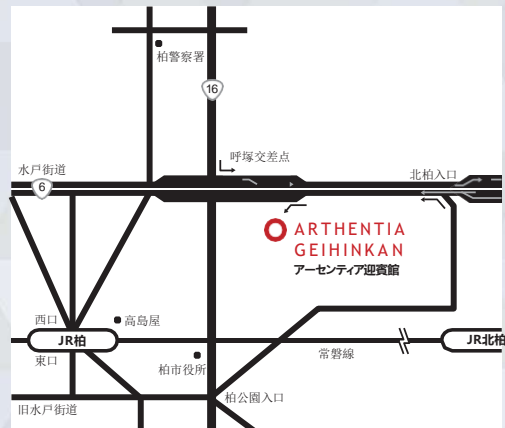 柏警察署
16
呼塚交差点
水戸街道
北柏入口
6
ARTHENTIA
GEIHINKAN
アーセンティア迎賓館
西口
高島屋
JR柏
JR北柏
東口
常磐線
柏市役所
柏公園入口
旧水戸街道